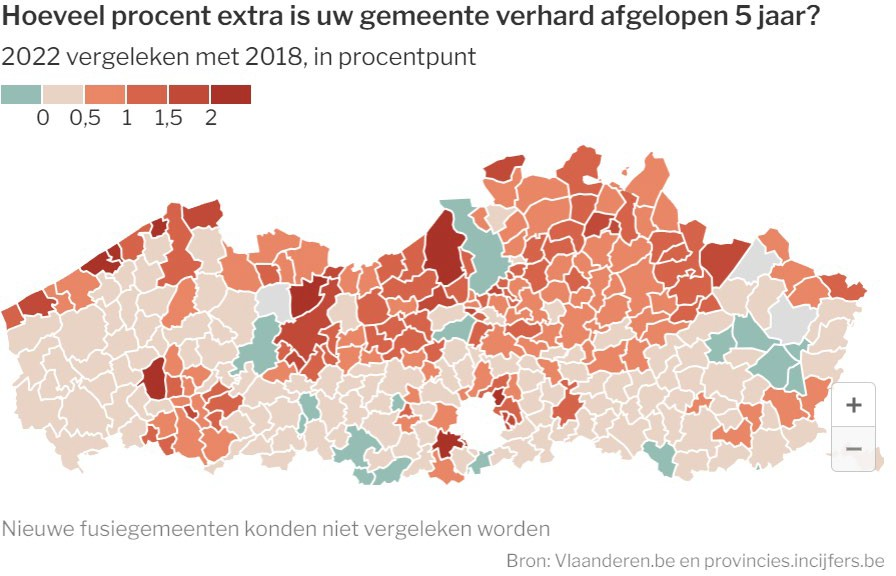 Hoeveel procent extra is uw gemeente verhard afgelopen 5 jaar?
2022 vergeleken met 2018, in procentpunt
0 0,5 1 1,5 2
+
−
Nieuwe fusiegemeenten konden niet vergeleken worden
Bron: Vlaanderen.be en provincies.incijfers.be